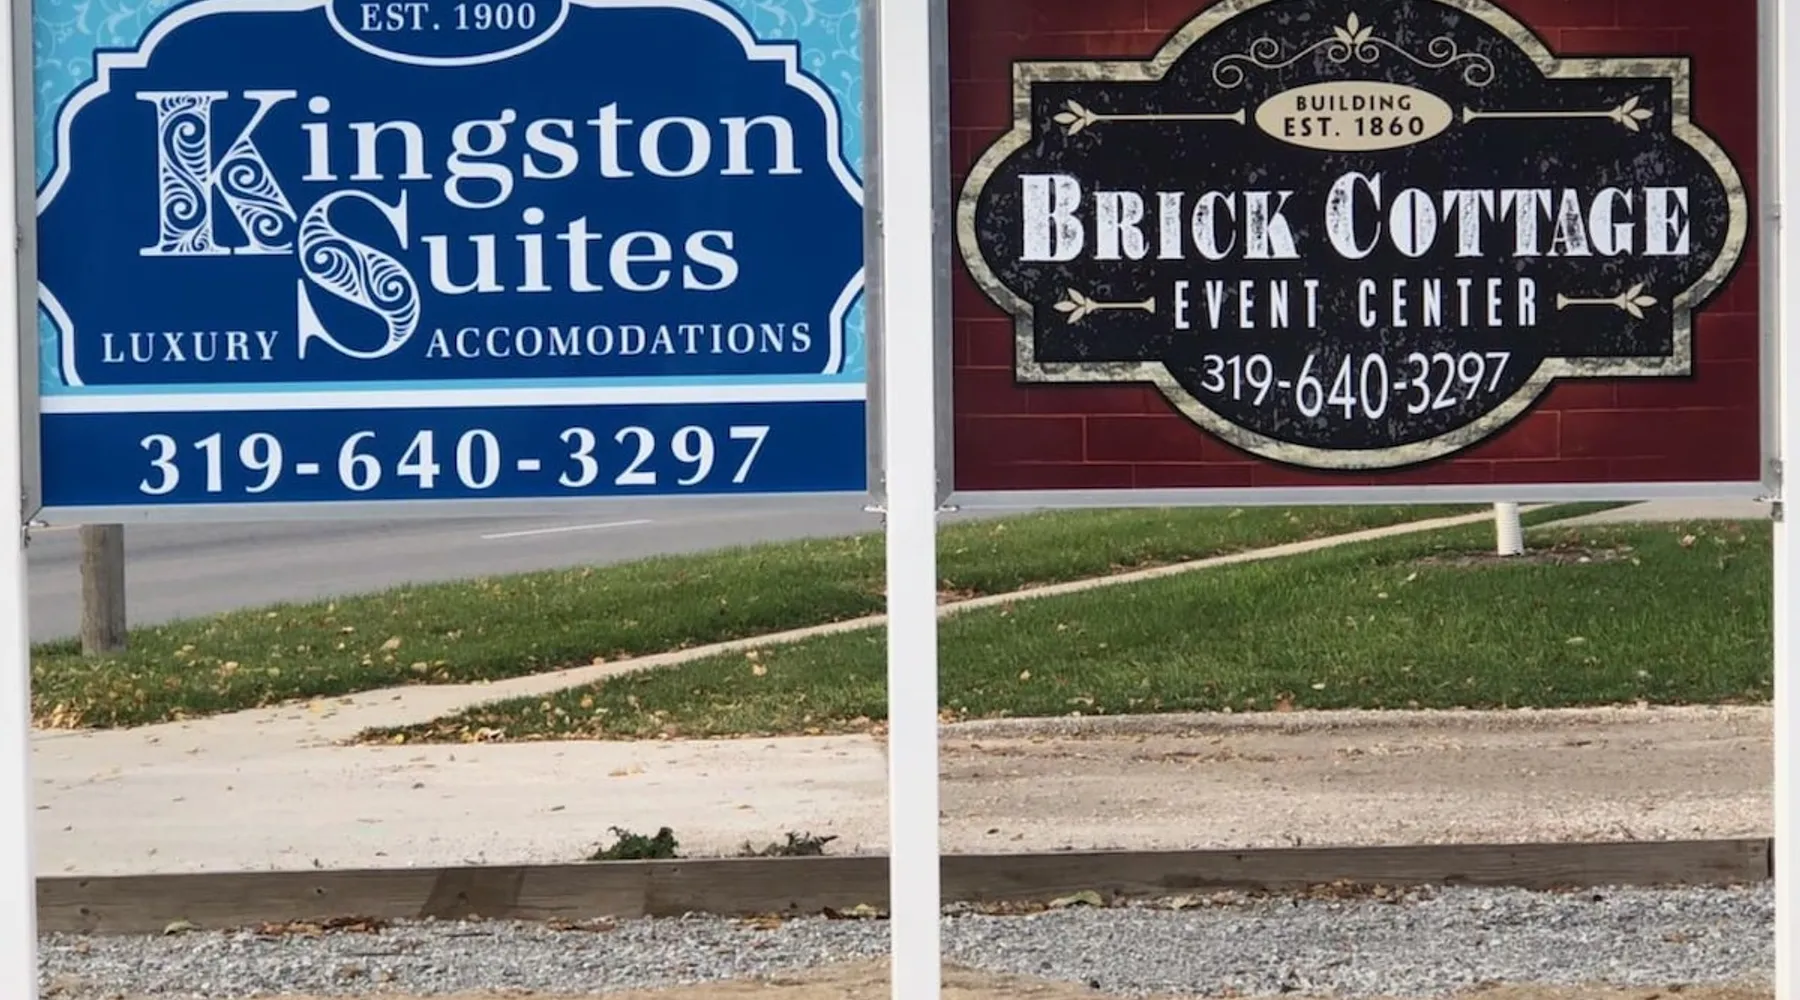 EST. 1900
Kingston
Suites
LUXURY ACCOMODATIONS
319-640-3297
BUILDING
EST. 1860
BRICK COTTAGE
EVENT CENTER
319-640-3297